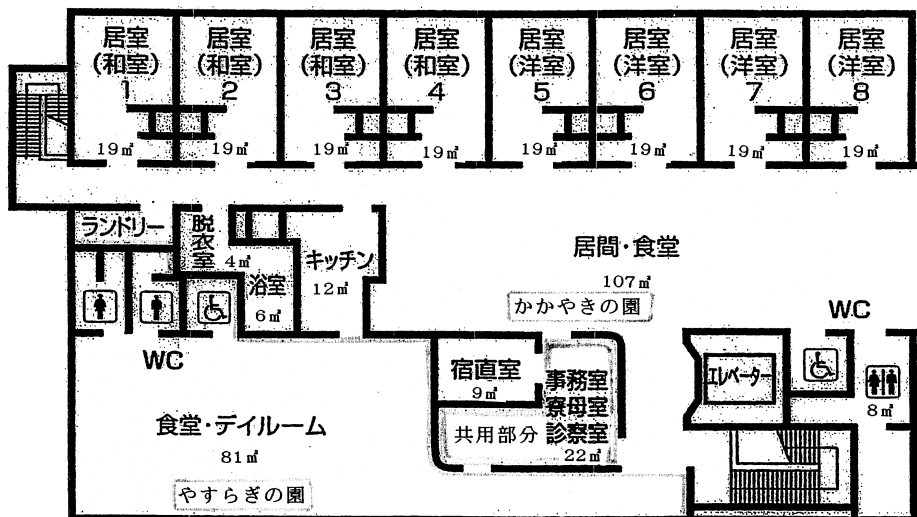 居室
(和室)
1
19㎡
居室
(和室)
2
19㎡
居室
(和室)
3
19㎡
居室
(和室)
4
19㎡
居室
(洋室)
5
19㎡
居室
(洋室)
6
19㎡
居室
(洋室)
7
19㎡
居室
(洋室)
8
19㎡
ランドリー
脱衣室
4㎡
浴室
6㎡
キッチン
12㎡
居間・食堂
107㎡
かかやきの園
WC
WC
宿直室
9㎡
事務室
寮母室
診察室
22㎡
共用部分
エレベーター
8㎡
食堂・デイルーム
81㎡
やすらぎの園